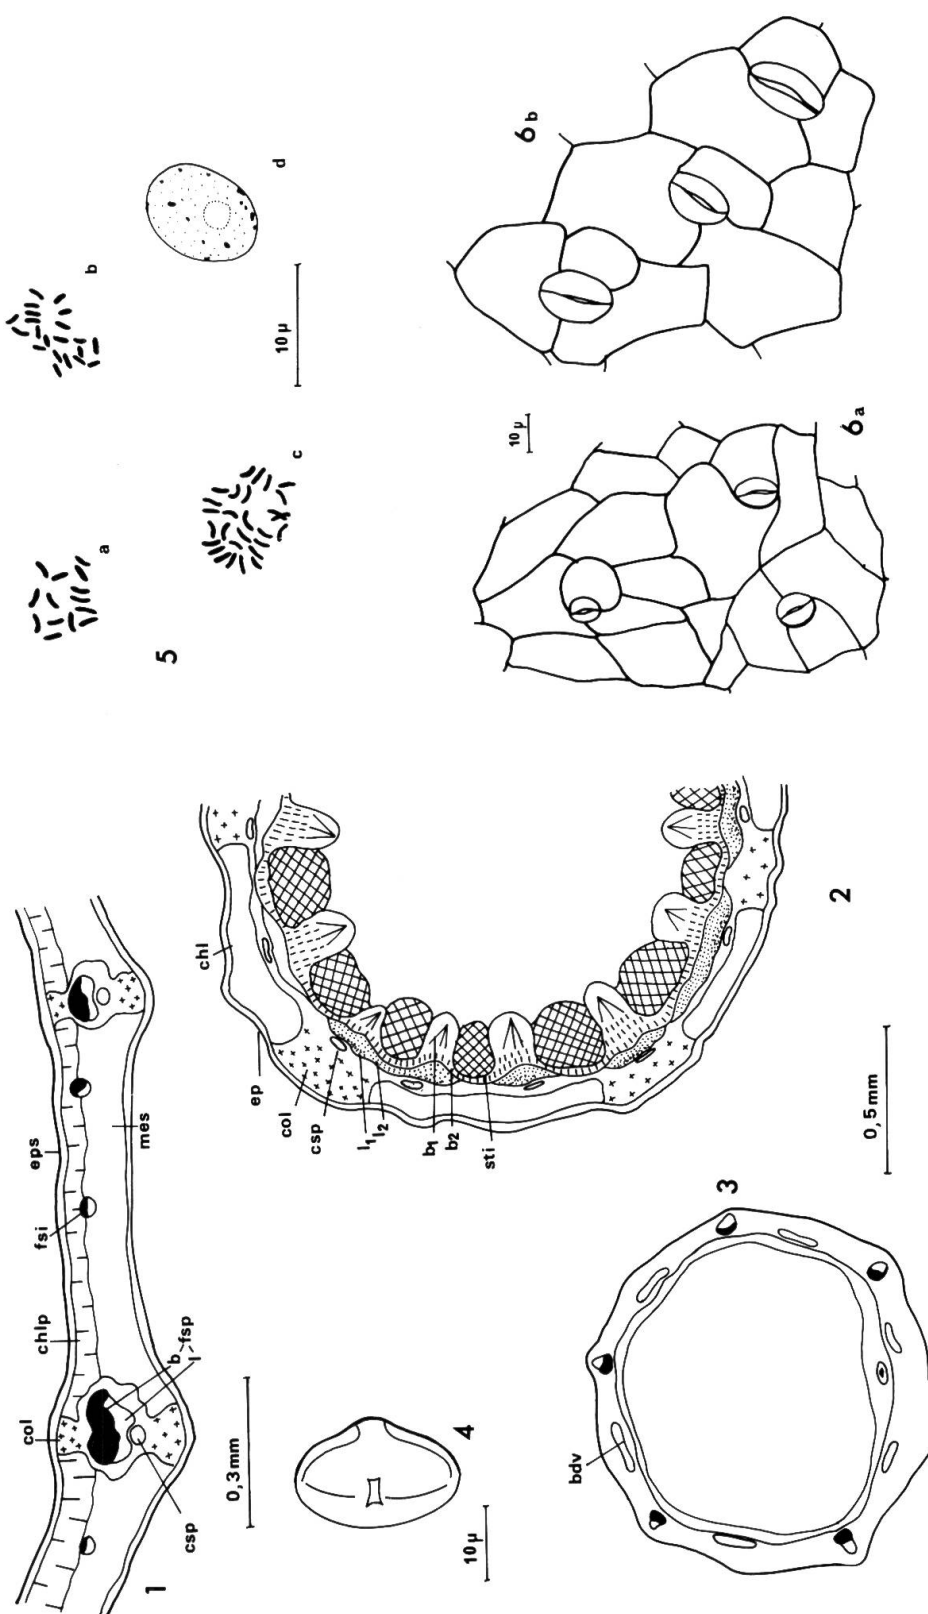 eps
fsi
chlp
col
b
l
fsp
mes
csp
0,3mm
1
chl
ep
col
csp
l1
l2
b1
b2
sti
0,5mm
2
bdv
3
10µ
4
a
b
c
d
10µ
5
10µ
6a
6b